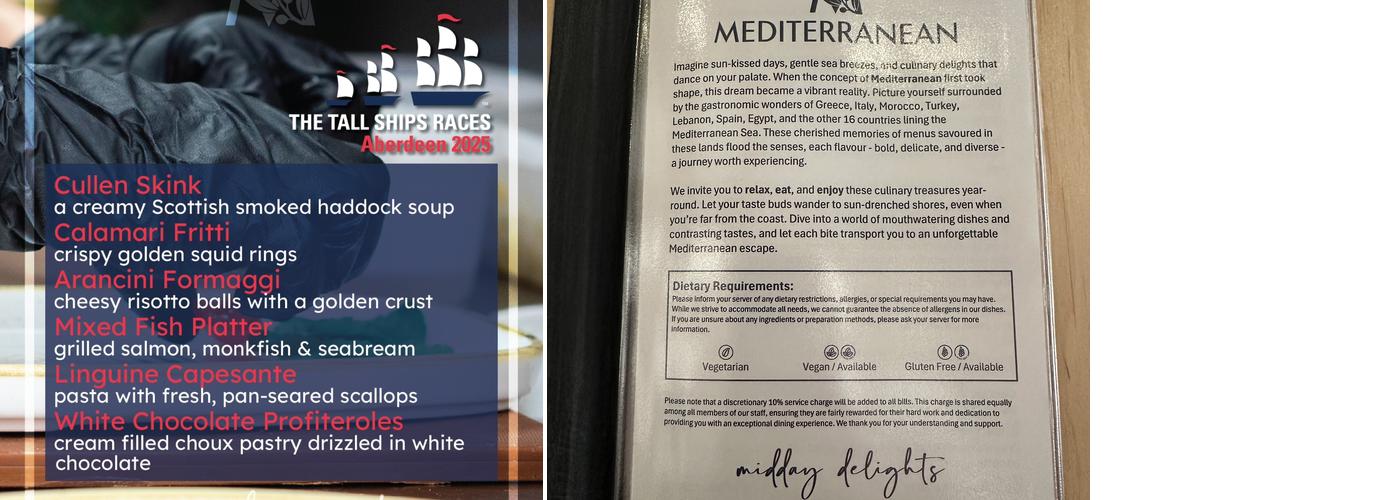 THE TALL SHIPS RACES
Aberdeen 2025
Cullen Skink
a creamy Scottish smoked haddock soup
Calamari Fritti
crispy golden squid rings
Arancini Formaggi
cheesy risotto balls with a golden crust
Mixed Fish Platter
grilled salmon, monkfish & seabream
Linguine Capesante
pasta with fresh, pan-seared scallops
White Chocolate Profiteroles
cream filled choux pastry drizzled in white
chocolate
MEDITERRANEAN
Imagine sun-kissed days, gentle sea breezes, and culinary delights that
dance on your palate. When the concept of Mediterranean first took
shape, this dream became a vibrant reality. Picture yourself surrounded
by the gastronomic wonders of Greece, Italy, Morocco, Turkey,
Lebanon, Spain, Egypt, and the other 16 countries lining the
Mediterranean Sea. These cherished memories of menus savoured in
these lands flood the senses, each flavour - bold, delicate, and diverse -
a journey worth experiencing.
We invite you to relax, eat, and enjoy these culinary treasures year-
round. Let your taste buds wander to sun-drenched shores, even when
you're far from the coast. Dive into a world of mouthwatering dishes and
contrasting tastes, and let each bite transport you to an unforgettable
Mediterranean escape.
Dietary Requirements:
Please inform your server of any dietary restrictions, allergies, or special requirements you may have.
While we strive to accommodate all needs, we cannot guarantee the absence of allergens in our dishes.
If you are unsure about any ingredients or preparation methods, please ask your server for more
information.
Vegetarian
Vegan / Available
Gluten Free / Available
Please note that a discretionary 10% service charge will be added to all bills. This charge is shared equally
among all members of our staff, ensuring they are fairly rewarded for their hard work and dedication to
providing you with an exceptional dining experience. We thank you for your understanding and support.
midday delights